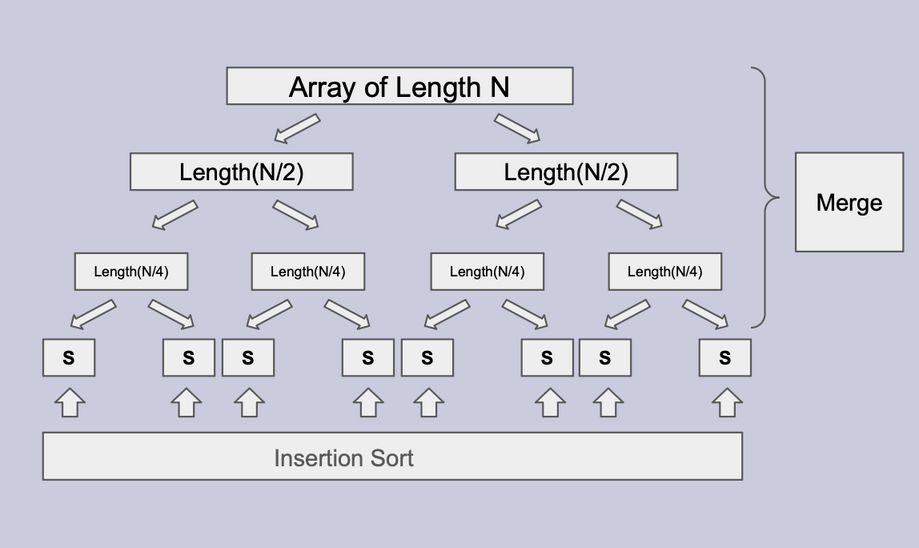 Array of Length N
Length(N/2)
Length(N/2)
Merge
Length(N/4)
Length(N/4)
Length(N/4)
Length(N/4)
S
S
S
S
S
S
S
S
Insertion Sort